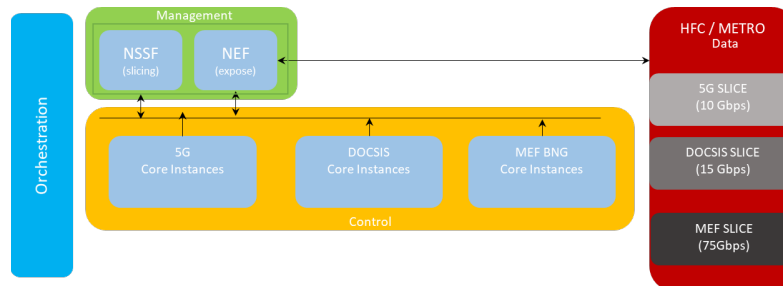 Orchestration
Management
NSSF
(slicing)
NEF
(expose)
5G
Core Instances
DOCSIS
Core Instances
MEF BNG
Core Instances
Control
HFC / METRO
Data
5G SLICE
(10 Gbps)
DOCSIS SLICE
(15 Gbps)
MEF SLICE
(75Gbps)